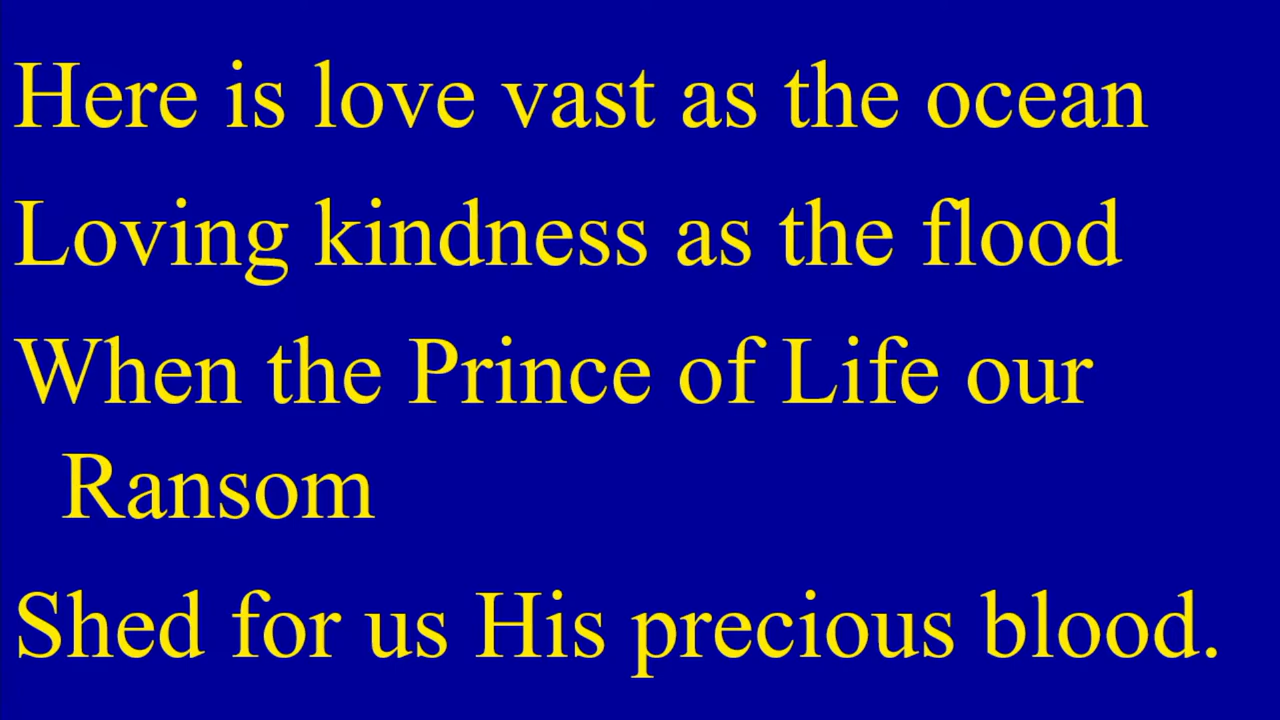 Here is love vast as the ocean
Loving kindness as the flood
When the Prince of Life our
Ransom
Shed for us His precious blood.